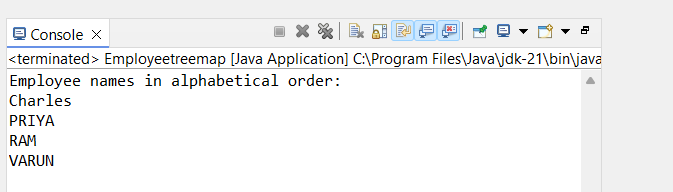 Console
<terminated> Employeetreemap [Java Application] C:\Program Files\Java\jdk-21\bin\java
Employee names in alphabetical order:
Charles
PRIYA
RAM
VARUN